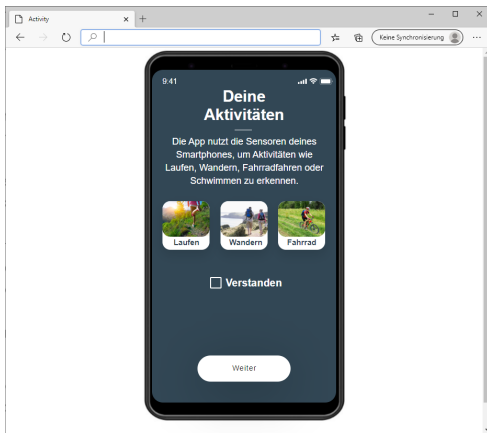 Activity
Keine Synchronisierung
9:41
Deine
Aktivitäten
Die App nutzt die Sensoren deines
Smartphones, um Aktivitäten wie
Laufen, Wandern, Fahrradfahren oder
Schwimmen zu erkennen.
Laufen Wandern Fahrrad
Verstanden
Weiter